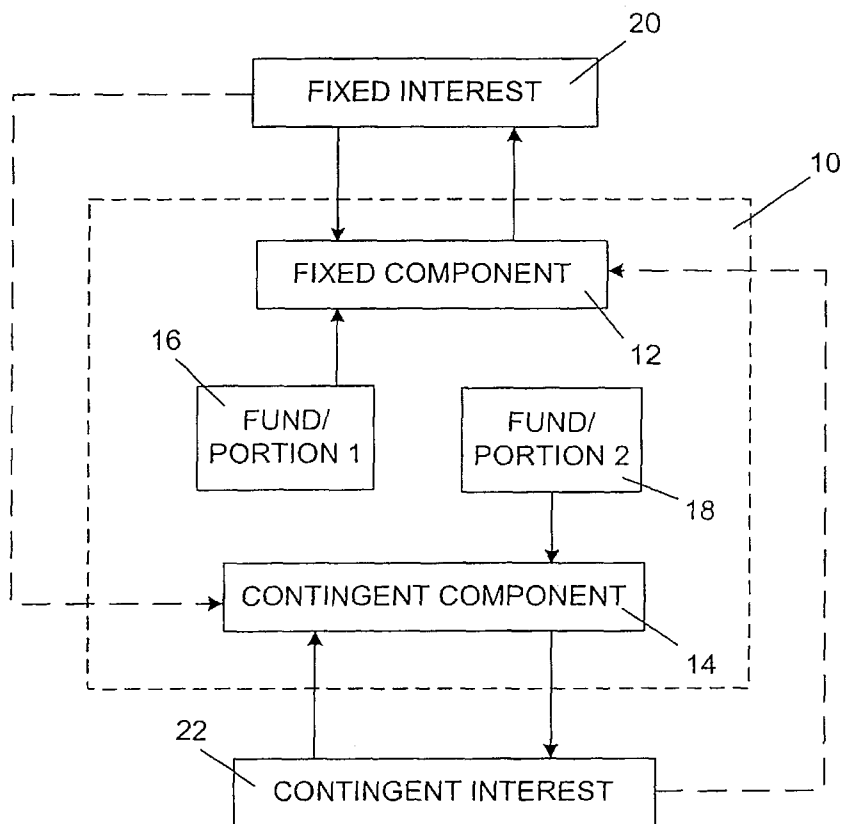 20
FIXED INTEREST
10
FIXED COMPONENT
12
16
FUND/
PORTION 1
FUND/
PORTION 2
18
CONTINGENT COMPONENT
14
22
CONTINGENT INTEREST